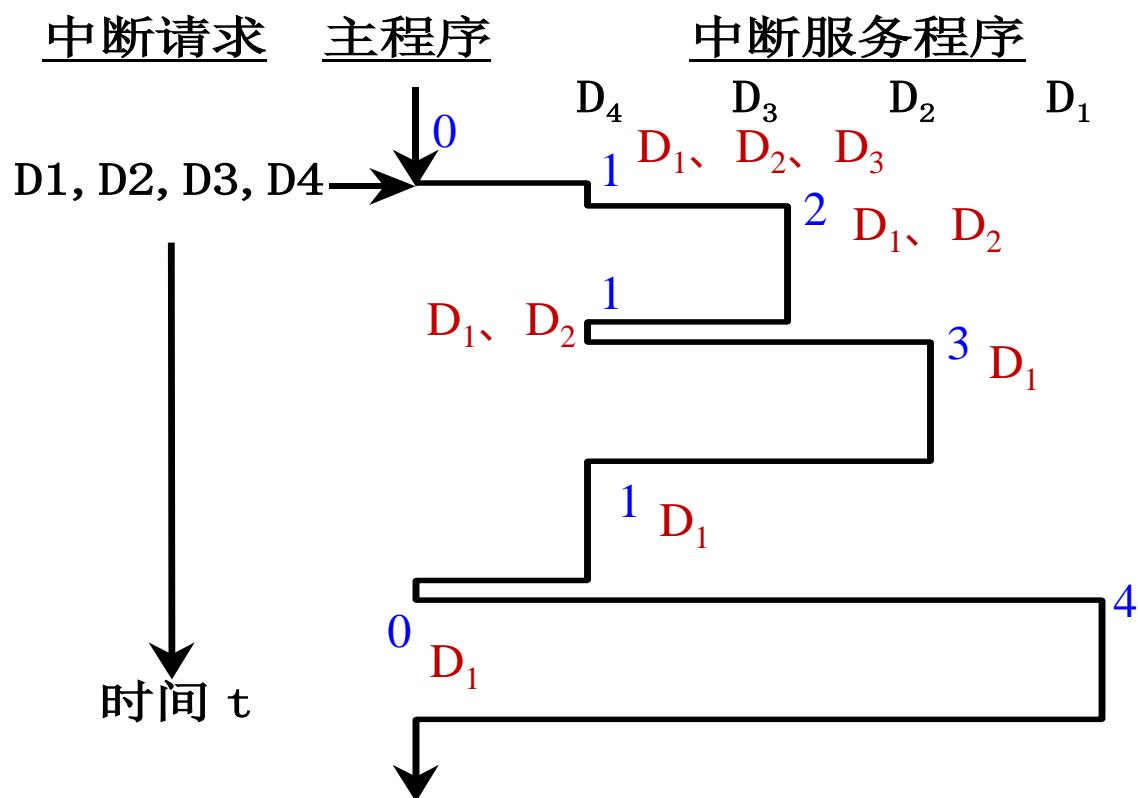 中断请求 主程序 中断服务程序
D₄ D₃ D₂ D₁
0
D1, D2, D3, D4
1 D₁、D₂、D₃
2 D₁、D₂
1
D₁、D₂
3 D₁
1 D₁
4
0 D₁
时间 t